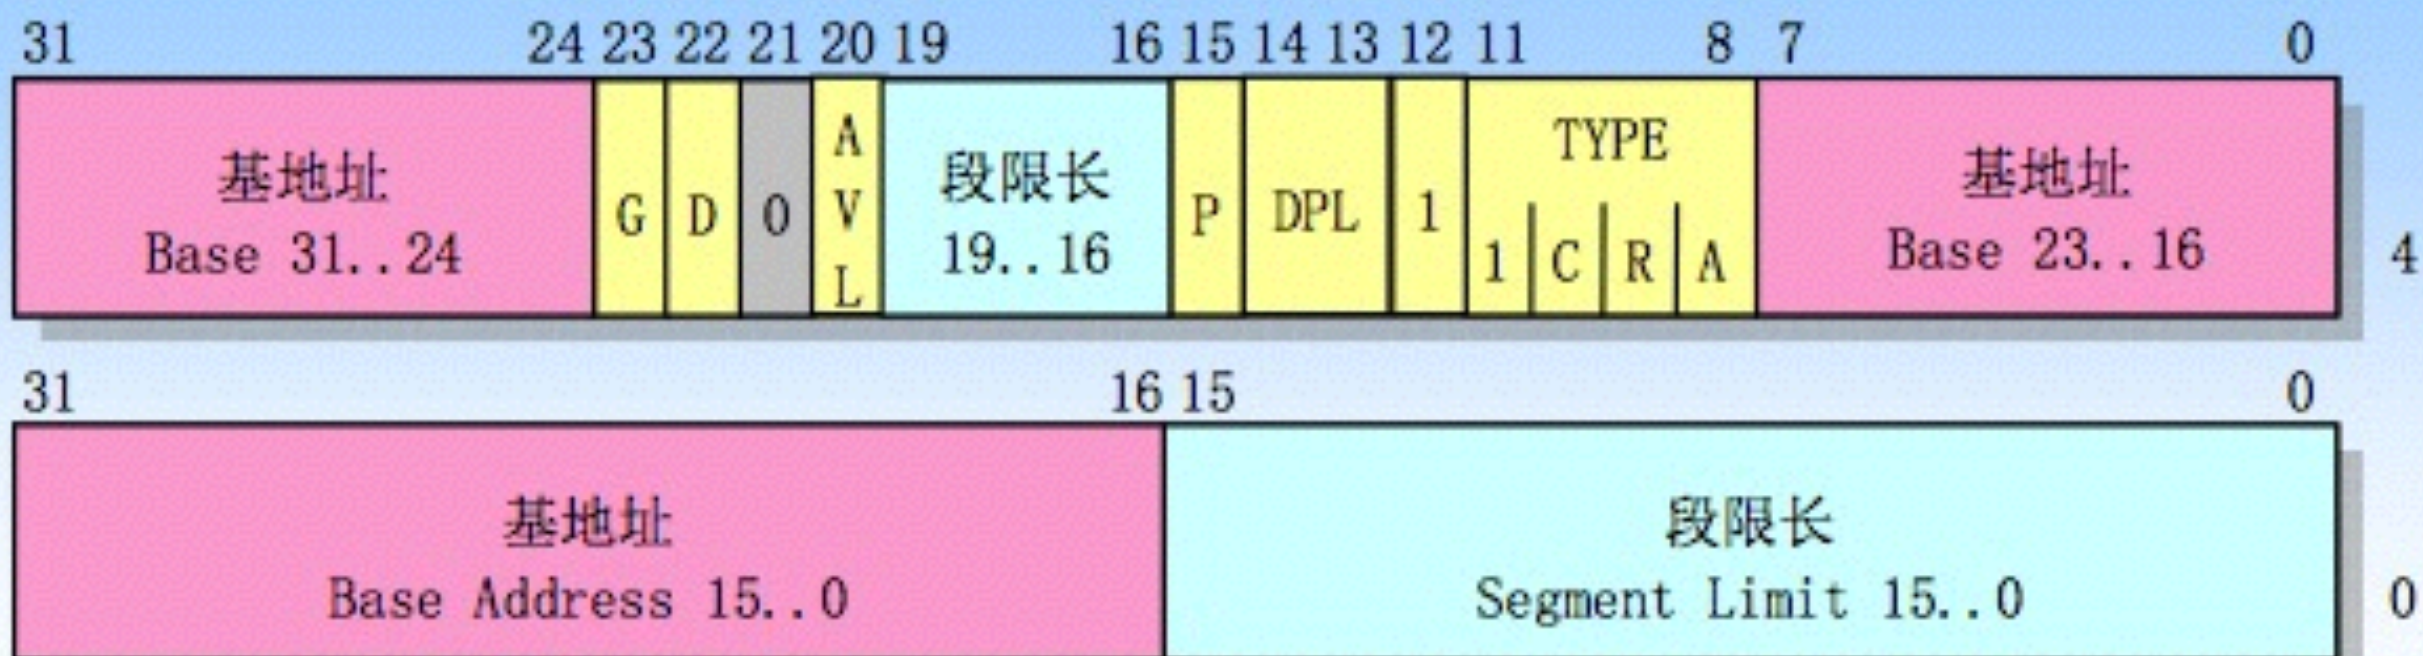 31 24 23 22 21 20 19 16 15 14 13 12 11 8 7 0
基地址
Base 31..24
G D 0
A
V
L
段限长
19..16
P DPL 1
TYPE
1 C R A
基地址
Base 23..16
4
31 16 15 0
基地址
Base Address 15..0
段限长
Segment Limit 15..0
0